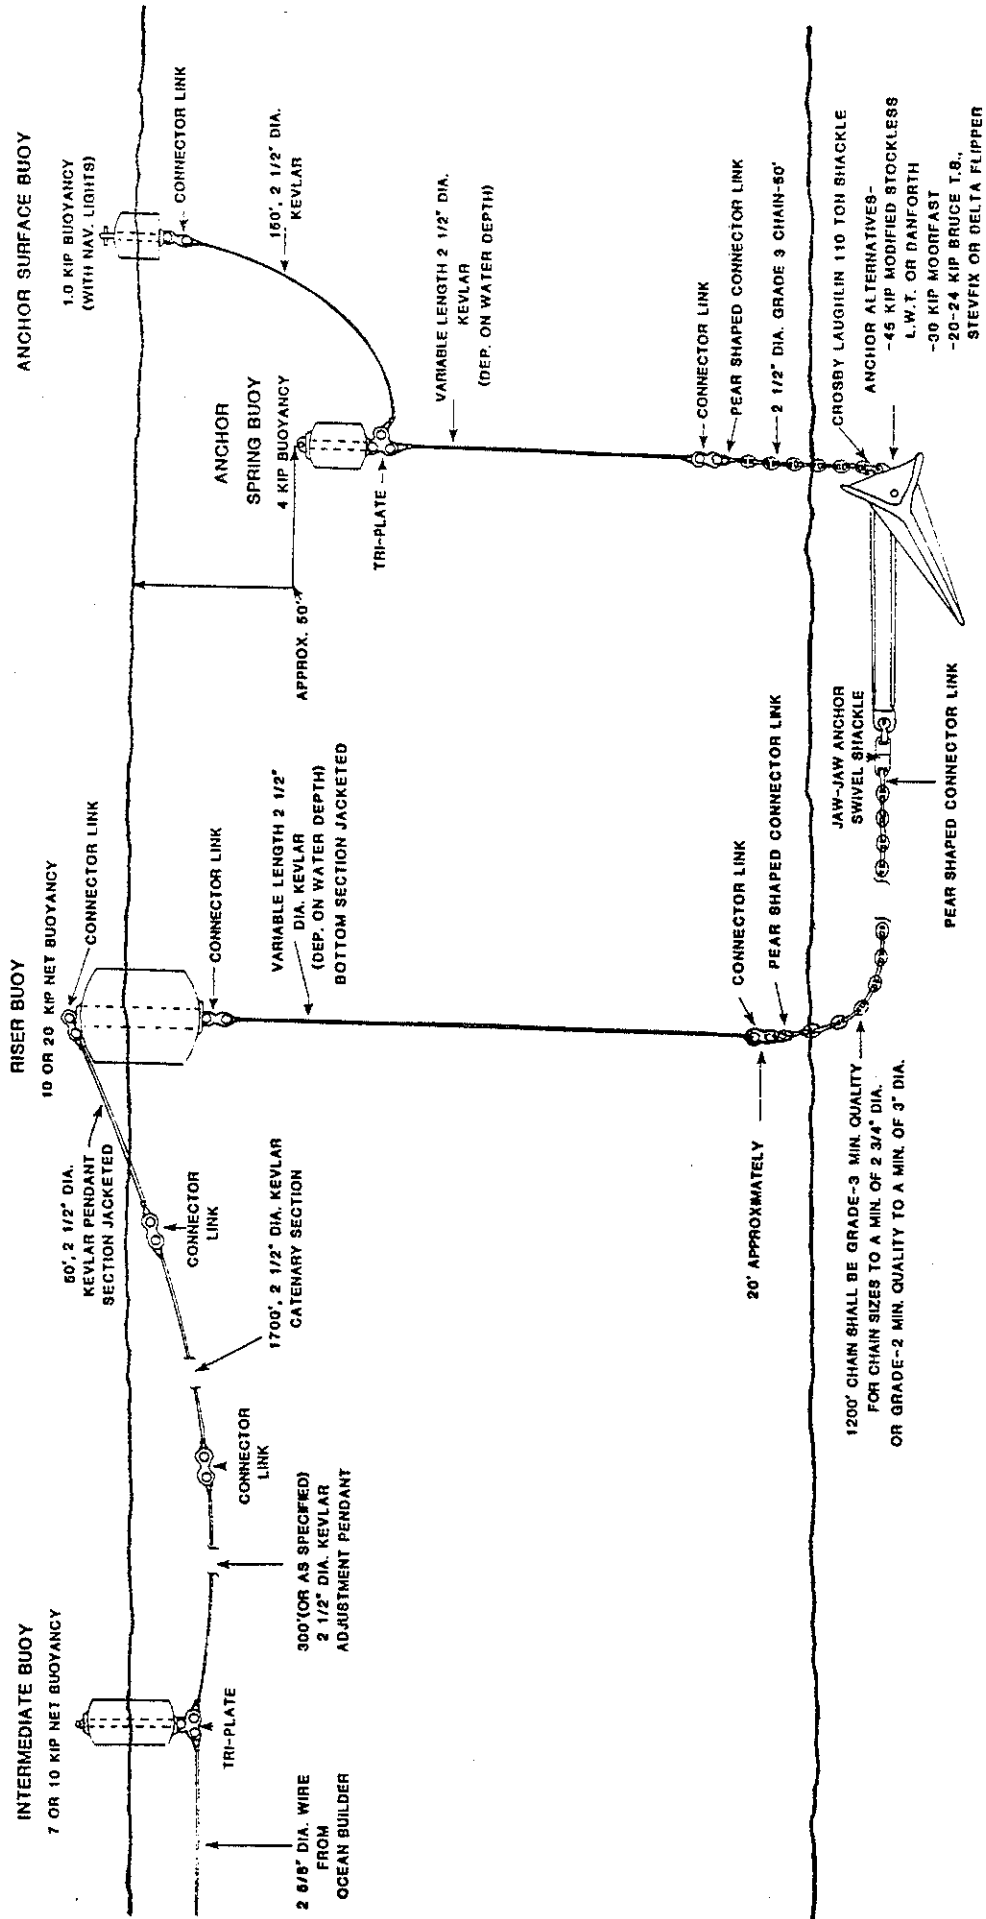 INTERMEDIATE BUOY
7 OR 10 KIP NET BUOYANCY
TRI-PLATE
2 5/8" DIA. WIRE
FROM
OCEAN BUILDER
300'(OR AS SPECIFIED)
2 1/2" DIA. KEVLAR
ADJUSTMENT PENDANT
CONNECTOR
LINK
1700', 2 1/2" DIA. KEVLAR
CATENARY SECTION
CONNECTOR
LINK
50', 2 1/2" DIA.
KEVLAR PENDANT
SECTION JACKETED
RISER BUOY
10 OR 20 KIP NET BUOYANCY
CONNECTOR LINK
CONNECTOR LINK
VARIABLE LENGTH 2 1/2"
DIA. KEVLAR
(DEP. ON WATER DEPTH)
BOTTOM SECTION JACKETED
CONNECTOR LINK
PEAR SHAPED CONNECTOR LINK
20' APPROXIMATELY
1200' CHAIN SHALL BE GRADE-3 MIN. QUALITY
FOR CHAIN SIZES TO A MIN. OF 2 3/4" DIA.
OR GRADE-2 MIN. QUALITY TO A MIN. OF 3" DIA.
JAW-JAW ANCHOR
SWIVEL SHACKLE
PEAR SHAPED CONNECTOR LINK
APPROX. 50'
ANCHOR
SPRING BUOY
4 KIP BUOYANCY
TRI-PLATE
ANCHOR SURFACE BUOY
1.0 KIP BUOYANCY
(WITH NAV. LIGHTS)
CONNECTOR LINK
150', 2 1/2" DIA.
KEVLAR
VARIABLE LENGTH 2 1/2" DIA.
KEVLAR
(DEP. ON WATER DEPTH)
CONNECTOR LINK
PEAR SHAPED CONNECTOR LINK
2 1/2" DIA. GRADE 3 CHAIN-50'
CROSBY LAUGHLIN 110 TON SHACKLE
ANCHOR ALTERNATIVES-
-45 KIP MODIFIED STOCKLESS
L.W.T. OR DANFORTH
-30 KIP MOORFAST
-20-24 KIP BRUCE T.S.,
STEVFIX OR DELTA FLIPPER